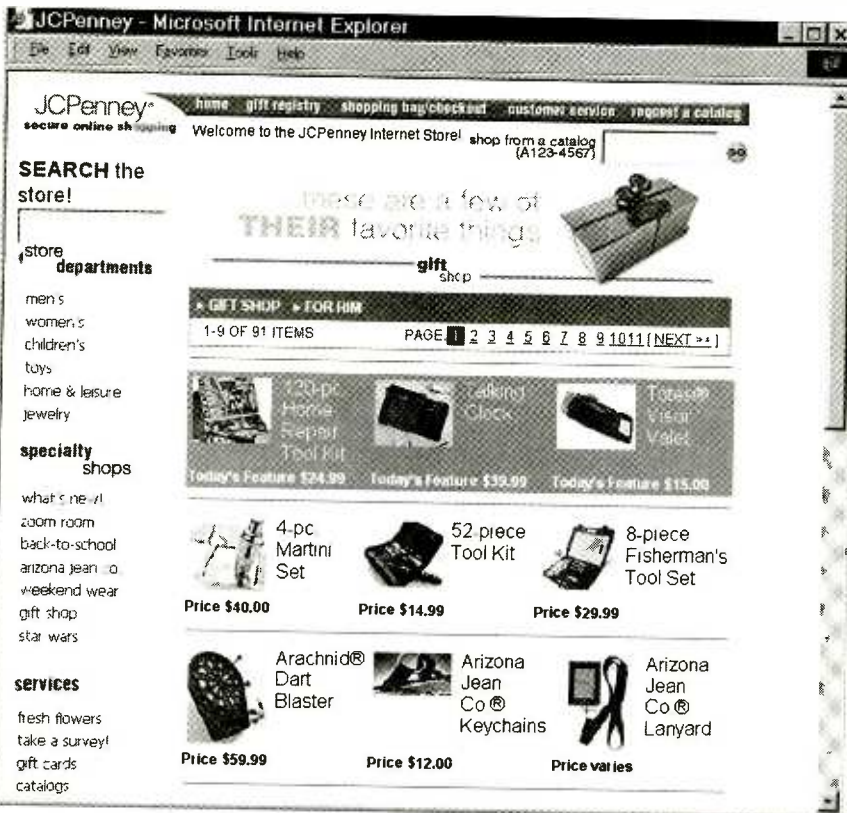 JCPenney - Microsoft Internet Explorer
File Edit View Favorites Tools Help
JCPenney®
secure online shopping
home gift registry shopping bag/checkout customer service request a catalog
Welcome to the JCPenney Internet Store! shop from a catalog
(A123-4567)
SEARCH the
store!
these are a few of
THEIR favorite things
gift
shop
store
departments
men's
women's
children's
toys
home & leisure
jewelry
specialty
shops
what's new!
zoom room
back-to-school
arizona jean co
weekend wear
gift shop
star wars
services
fresh flowers
take a survey!
gift cards
catalogs
GIFT SHOP FOR HIM
1-9 OF 91 ITEMS PAGE. 1 2 3 4 5 6 7 8 9 10 11 [ NEXT ]
120-pc
Home
Repair
Tool Kit
Today's Feature $24.99
Talking
Clock
Today's Feature $39.99
Totes®
Visor
Valet
Today's Feature $15.00
4-pc
Martini
Set
Price $40.00
52-piece
Tool Kit
Price $14.99
8-piece
Fisherman's
Tool Set
Price $29.99
Arachnid®
Dart
Blaster
Price $59.99
Arizona
Jean
Co ®
Keychains
Price $12.00
Arizona
Jean
Co ®
Lanyard
Price varies